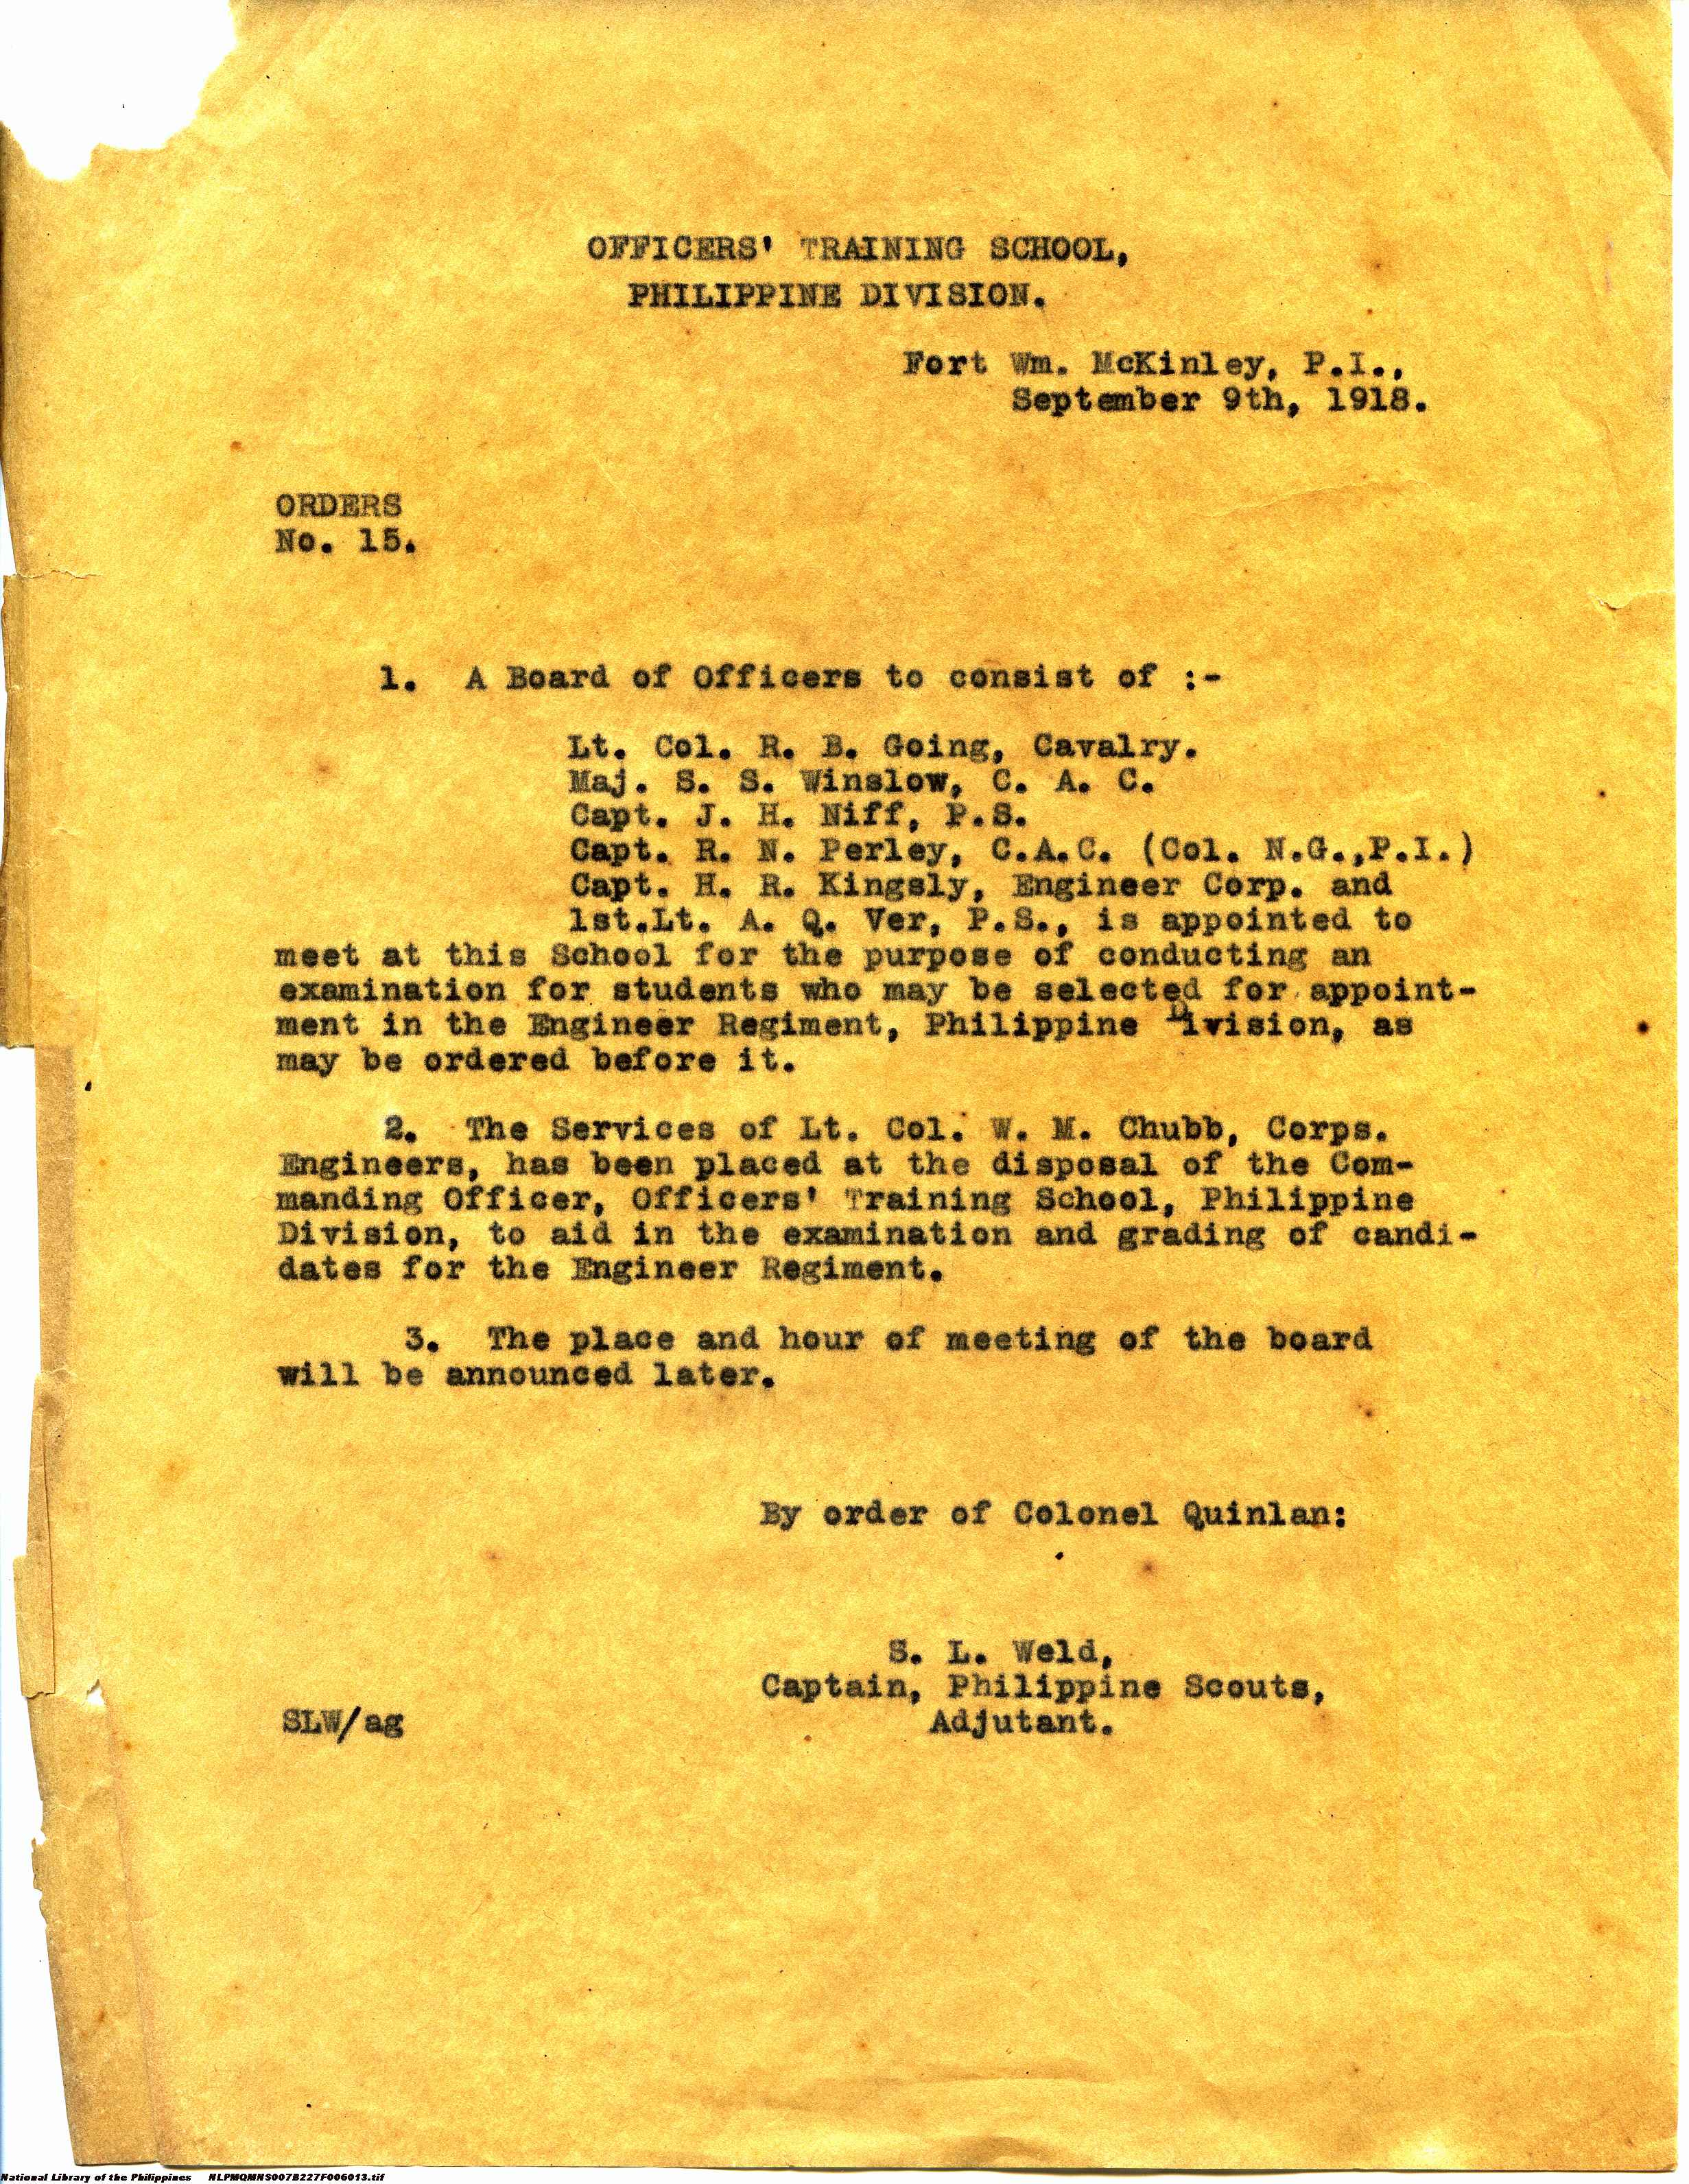 OFFICERS' TRAINING SCHOOL,
PHILIPPINE DIVISION.
Fort Wm. McKinley, P.I.,
September 9th, 1918.
ORDERS
No. 15.
1. A Board of Officers to consist of :-
Lt. Col. R. B. Going, Cavalry.
Maj. S. S. Winslow, C. A. C.
Capt. J. H. Niff, P.S.
Capt. R. N. Perley, C.A.C. (Col. N.G.,P.I.)
Capt. H. R. Kingsly, Engineer Corp. and
1st.Lt. A. Q. Ver, P.S., is appointed to
meet at this School for the purpose of conducting an
examination for students who may be selected for appoint-
ment in the Engineer Regiment, Philippine Division, as
may be ordered before it.
2. The Services of Lt. Col. W. M. Chubb, Corps.
Engineers, has been placed at the disposal of the Com-
manding Officer, Officers' Training School, Philippine
Division, to aid in the examination and grading of candi-
dates for the Engineer Regiment.
3. The place and hour of meeting of the board
will be announced later.
By order of Colonel Quinlan:
S. L. Weld,
Captain, Philippine Scouts,
SLW/ag Adjutant.
National Library of the Philippines NLPMQMNS007B227F006013.tif